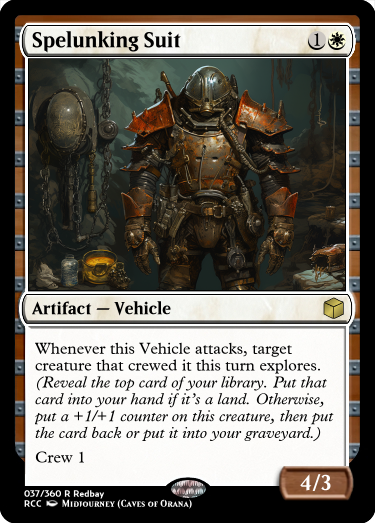 Spelunking Suit 1
Artifact — Vehicle
Whenever this Vehicle attacks, target
creature that crewed it this turn explores.
(Reveal the top card of your library. Put that
card into your hand if it's a land. Otherwise,
put a +1/+1 counter on this creature, then put
the card back or put it into your graveyard.)
Crew 1
4/3
037/360 R Redbay
RCC Midjourney (Caves of Orana)